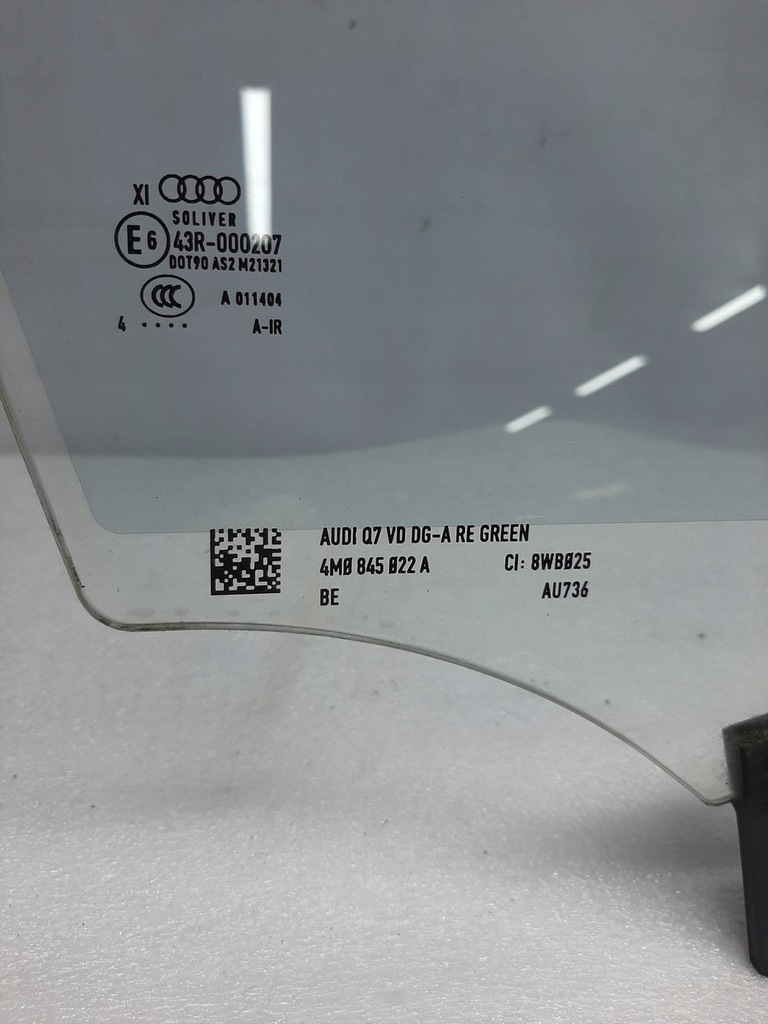 XI
SOLIVER
E6 43R-000207
DOT90 AS2 M21321
CCC A 011404
4 •••• A-IR
AUDI Q7 VD DG-A RE GREEN
4M0 845 022 A CI: 8WB025
BE AU736